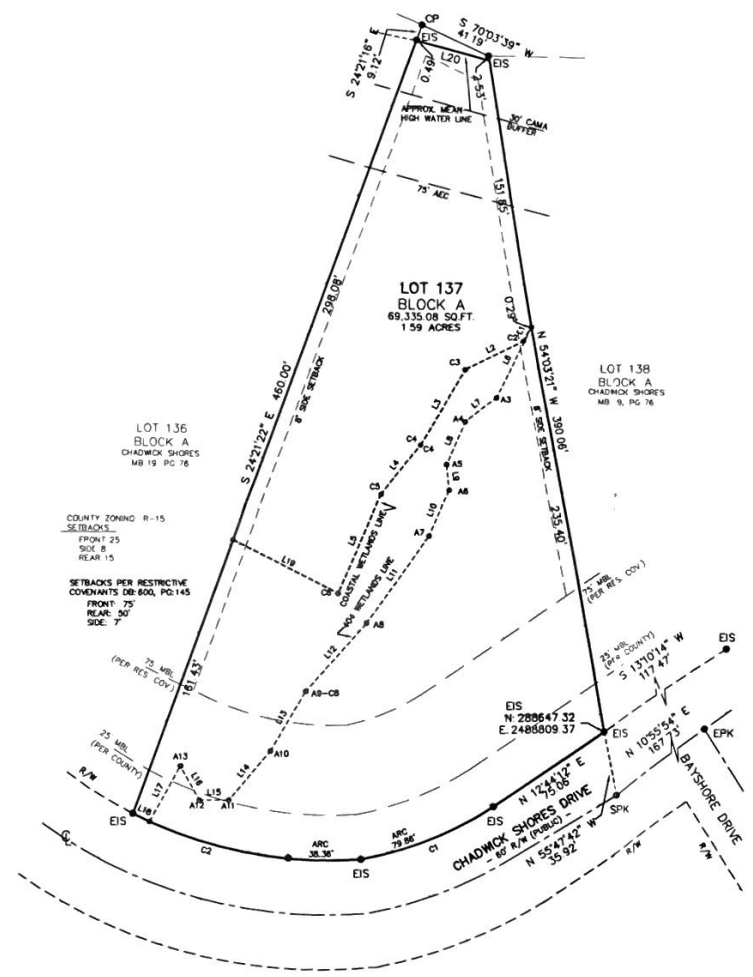 CP
S 70°03'39" W
41.19'
EIS
EIS
L20
S 24°21'16" E
9.12'
0.49'
2.53'
APPROX. MEAN
HIGH WATER LINE
30' CAMA
BUFFER
75' AEC
151.85'
298.08'
8' SIDE SETBACK
S 24°21'22" E 460.00'
LOT 137
BLOCK A
69,335.08 SQ.FT.
1.59 ACRES
0.29'
C1
L2
L8
C3
N 54°03'21" W 390.06'
LOT 138
BLOCK A
CHADWICK SHORES
MB 9, PG 76
L7
A3
A4
L3
L9
8' SIDE SETBACK
C4
C4
LOT 136
BLOCK A
CHADWICK SHORES
MB 19 PG 76
A5
L4
A6
C5
L10
235.40'
COUNTY ZONING R-15
SETBACKS
FRONT 25
SIDE 8
REAR 15
A7
L5
L19
COASTAL WETLANDS LINE
L11
SETBACKS PER RESTRICTIVE
COVENANTS DB:600, PG:145
FRONT: 75'
REAR: 50'
SIDE: 7'
75' MBL
(PER RES. COV.)
404 WETLANDS LINE
A8
L12
25' MBL
(PER COUNTY)
EIS
S 13°10'14" W
117.47'
75' MBL
(PER RES. COV.)
161.43'
A9-C8
EIS
N: 288647.32
E: 2488809.37
EIS
N 10°55'54" E
167.73'
EPK
L13
A10
25' MBL
(PER COUNTY)
A13
L16
L14
R/W
L17
L15
A12
A11
N 12°44'12" E
75.06'
BAYSHORE DRIVE
SPK
EIS
L18
EIS
CHADWICK SHORES DRIVE
60' R/W (PUBLIC)
C2
ARC
38.36'
ARC
79.86'
C1
EIS
N 55°47'42" W
35.92'
R/W
R/W